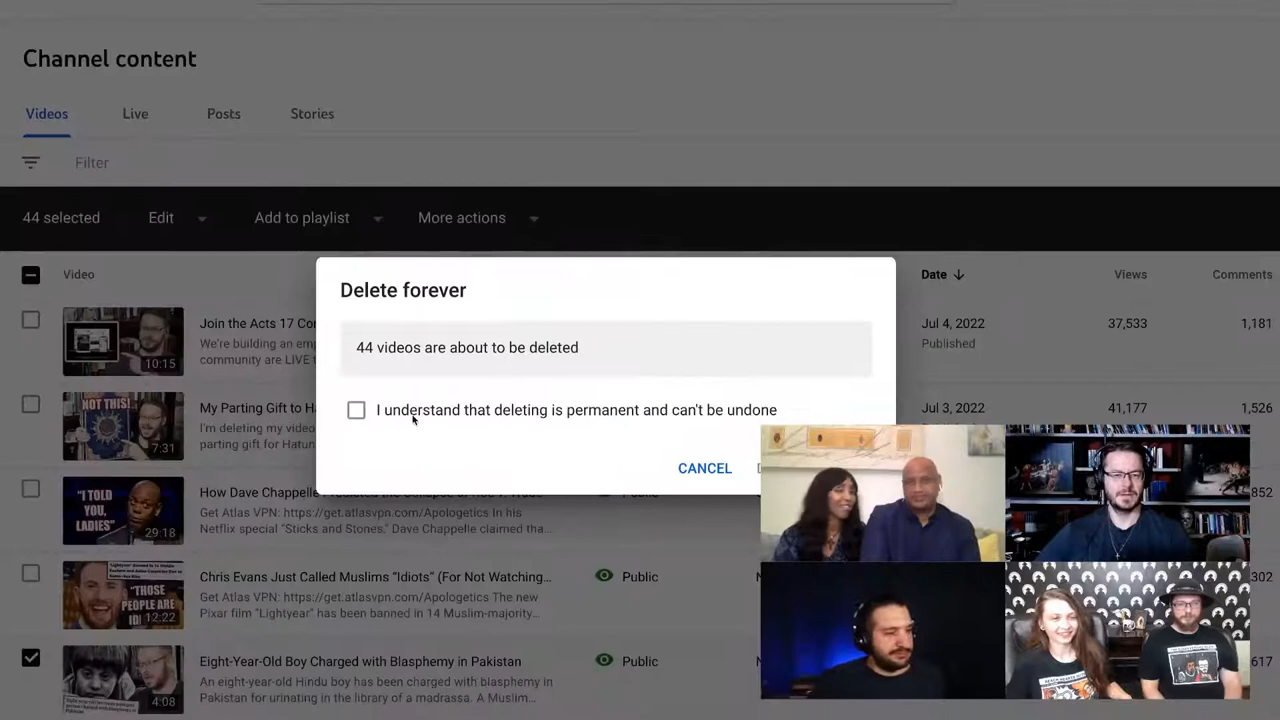 Channel content
Videos Live Posts Stories
Filter
44 selected Edit Add to playlist More actions
Video Date Views Comments
Delete forever
44 videos are about to be deleted
I understand that deleting is permanent and can't be undone
CANCEL
Join the Acts 17
We're building an
community are LIVE
10:15
Jul 4, 2022 37,533 1,181
Published
NOT THIS!
7:31
My Parting Gift to
I'm deleting my
parting gift for
Jul 3, 2022 41,177 1,526
"I TOLD
YOU,
LADIES"
29:18
How Dave Chappelle
Get Atlas VPN: https://get.atlasvpn.com/Apologetics In his
Netflix special "Sticks and Stones," Dave Chappelle claimed tha...
852
"THOSE
PEOPLE ARE
12:22
Chris Evans Just Called Muslims "Idiots" (For Not Watching...
Get Atlas VPN: https://get.atlasvpn.com/Apologetics The new
Pixar film "Lightyear" has been banned in 14 Muslim-majority...
Public
302
4:08
Eight-Year-Old Boy Charged with Blasphemy in Pakistan
An eight-year-old Hindu boy has been charged with blasphemy in
Pakistan for urinating in the library of a madrassa. A Muslim...
Public
617